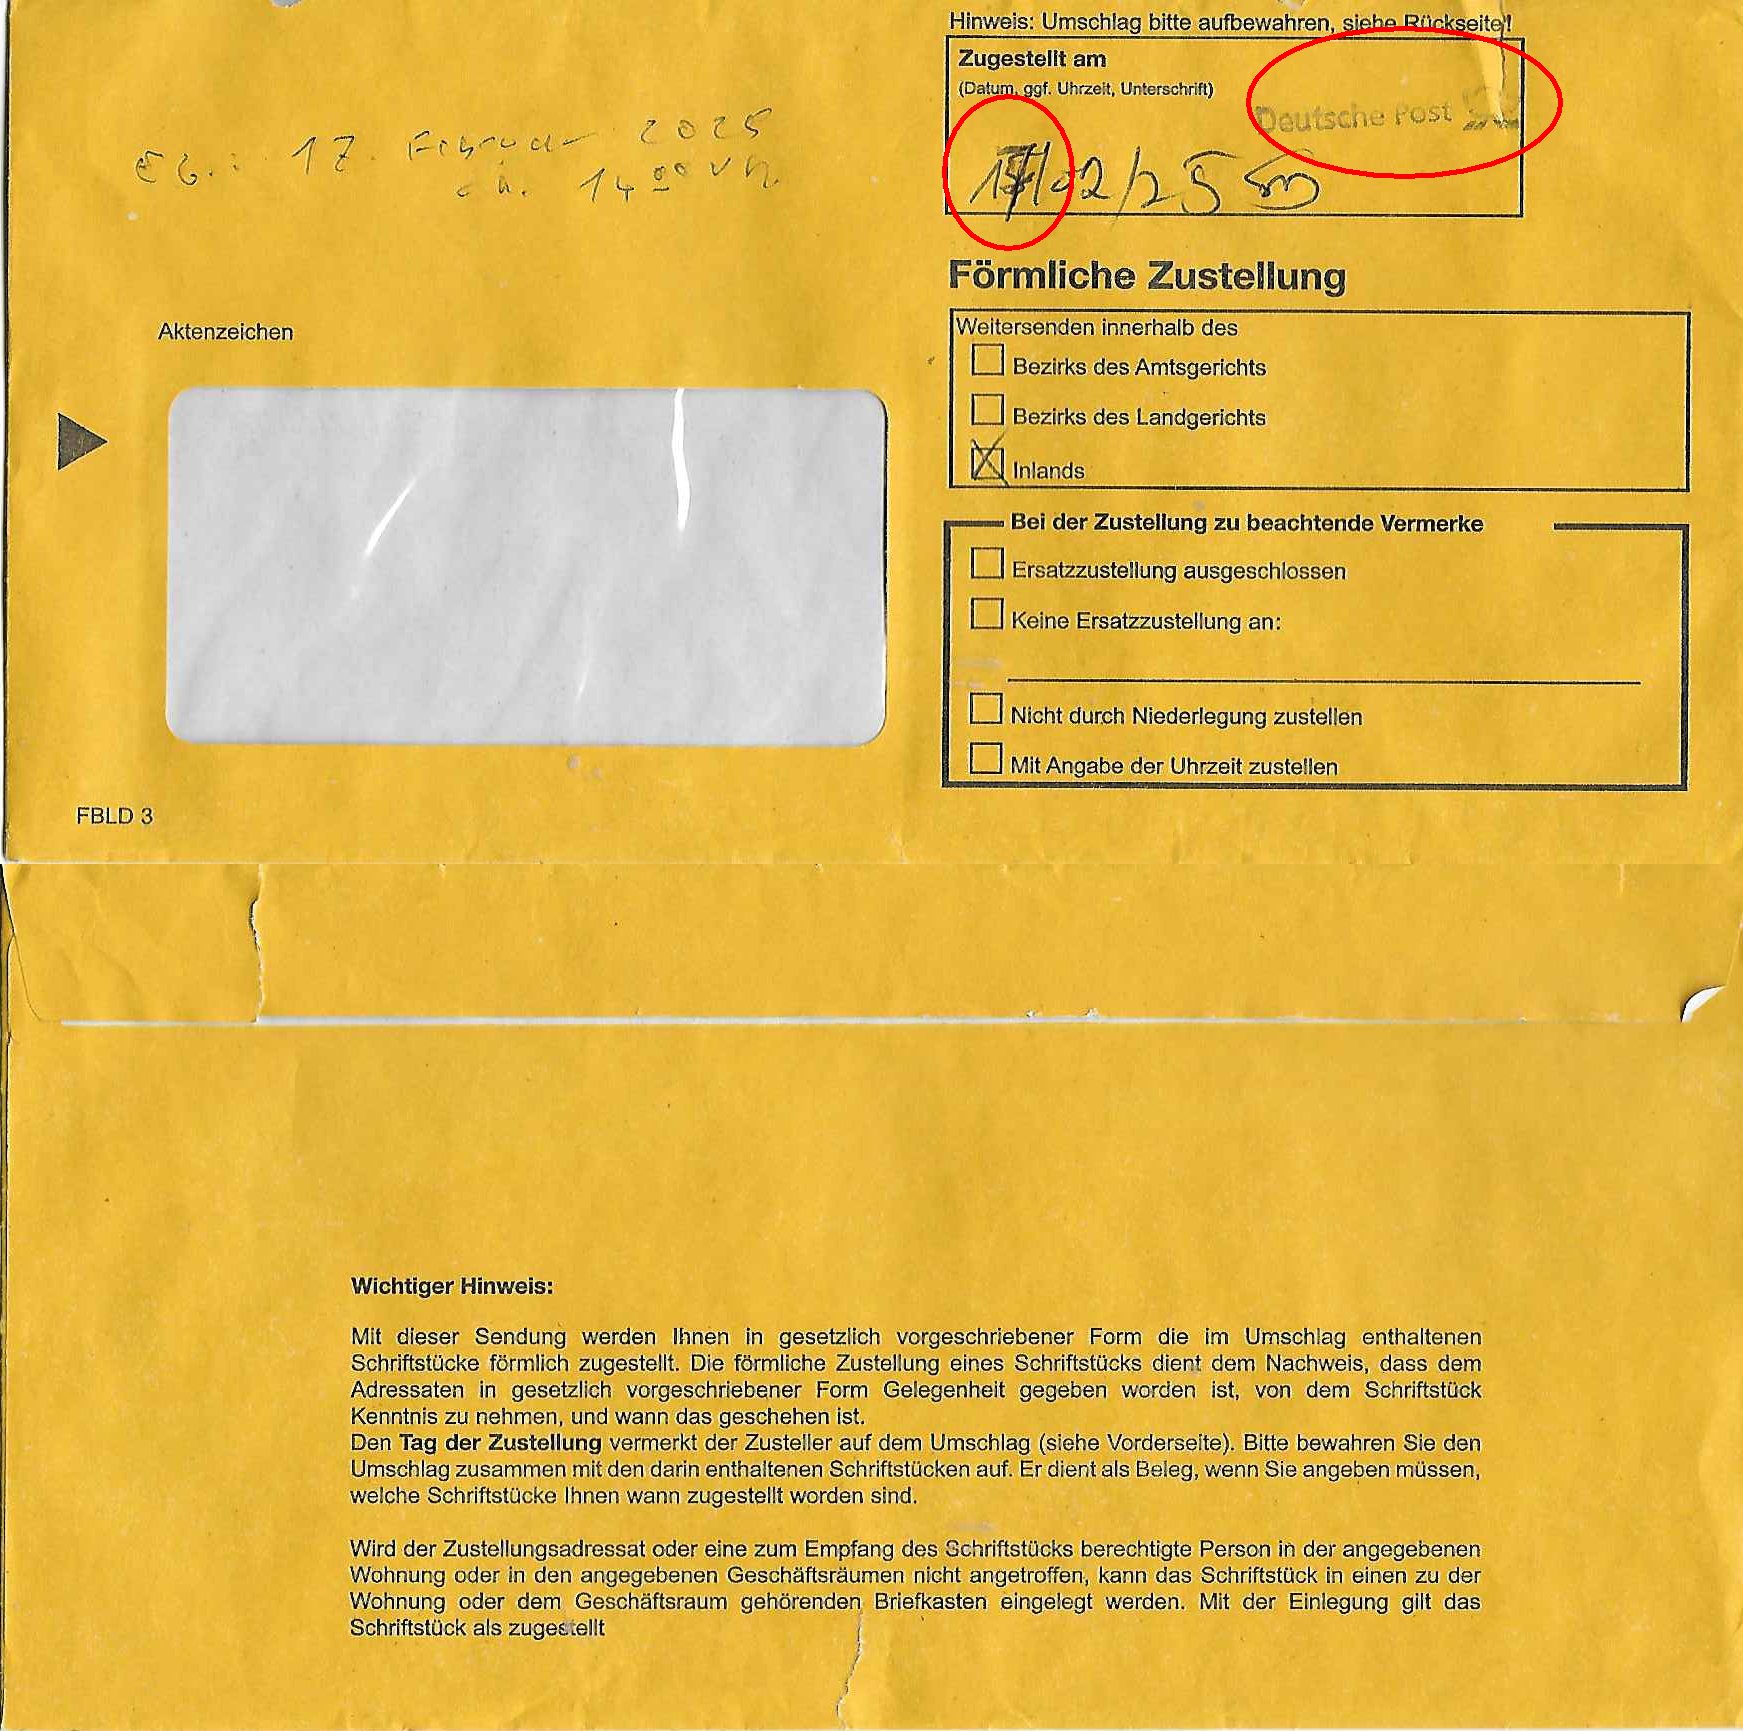 Hinweis: Umschlag bitte aufbewahren, siehe Rückseite!
Zugestellt am
(Datum, ggf. Uhrzeit, Unterschrift)
Deutsche Post
/02/25
17. Februar 2025
14 00 Uh
Förmliche Zustellung
Aktenzeichen
Weitersenden innerhalb des
Bezirks des Amtsgerichts
Bezirks des Landgerichts
Inlands
Bei der Zustellung zu beachtende Vermerke
Ersatzzustellung ausgeschlossen
Keine Ersatzzustellung an:
Nicht durch Niederlegung zustellen
Mit Angabe der Uhrzeit zustellen
FBLD 3
Wichtiger Hinweis:
Mit dieser Sendung werden Ihnen in gesetzlich vorgeschriebener Form die im Umschlag enthaltenen
Schriftstücke förmlich zugestellt. Die förmliche Zustellung eines Schriftstücks dient dem Nachweis, dass dem
Adressaten in gesetzlich vorgeschriebener Form Gelegenheit gegeben worden ist, von dem Schriftstück
Kenntnis zu nehmen, und wann das geschehen ist.
Den Tag der Zustellung vermerkt der Zusteller auf dem Umschlag (siehe Vorderseite). Bitte bewahren Sie den
Umschlag zusammen mit den darin enthaltenen Schriftstücken auf. Er dient als Beleg, wenn Sie angeben müssen,
welche Schriftstücke Ihnen wann zugestellt worden sind.
Wird der Zustellungsadressat oder eine zum Empfang des Schriftstücks berechtigte Person in der angegebenen
Wohnung oder in den angegebenen Geschäftsräumen nicht angetroffen, kann das Schriftstück in einen zu der
Wohnung oder dem Geschäftsraum gehörenden Briefkasten eingelegt werden. Mit der Einlegung gilt das
Schriftstück als zugestellt